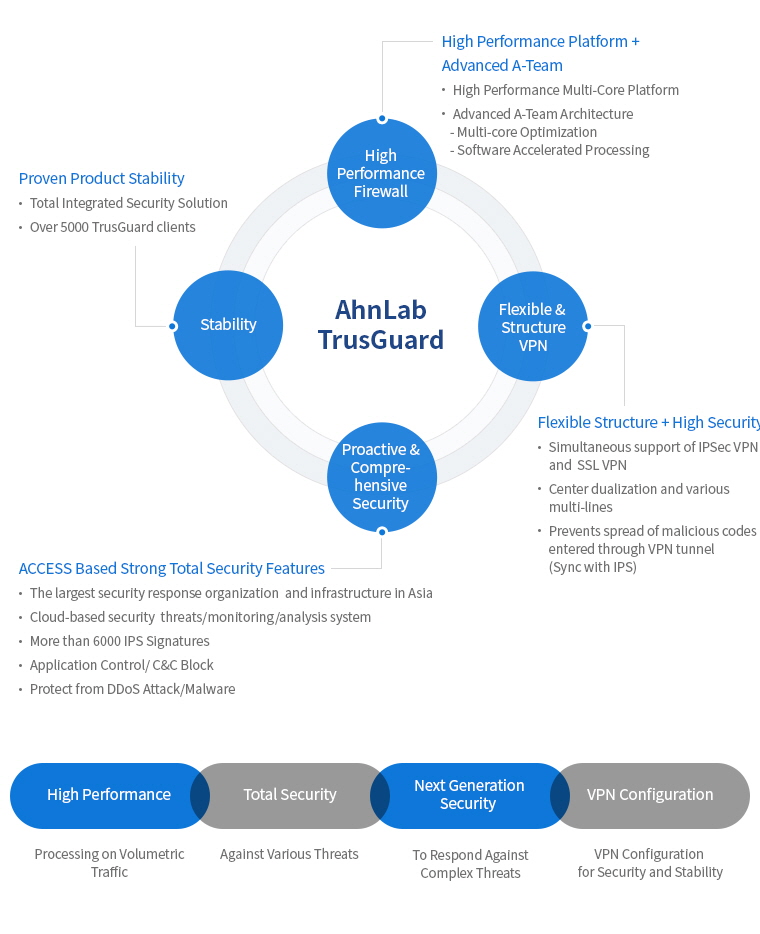 High Performance Platform +
Advanced A-Team
• High Performance Multi-Core Platform
• Advanced A-Team Architecture
- Multi-core Optimization
- Software Accelerated Processing
High
Performance
Firewall
Proven Product Stability
• Total Integrated Security Solution
• Over 5000 TrusGuard clients
Stability
AhnLab
TrusGuard
Flexible &
Structure
VPN
Flexible Structure + High Security
• Simultaneous support of IPSec VPN
and SSL VPN
• Center dualization and various
multi-lines
• Prevents spread of malicious codes
entered through VPN tunnel
(Sync with IPS)
Proactive &
Compre-
hensive
Security
ACCESS Based Strong Total Security Features
• The largest security response organization and infrastructure in Asia
• Cloud-based security threats/monitoring/analysis system
• More than 6000 IPS Signatures
• Application Control/ C&C Block
• Protect from DDoS Attack/Malware
High Performance
Total Security
Next Generation
Security
VPN Configuration
Processing on Volumetric
Traffic
Against Various Threats
To Respond Against
Complex Threats
VPN Configuration
for Security and Stability